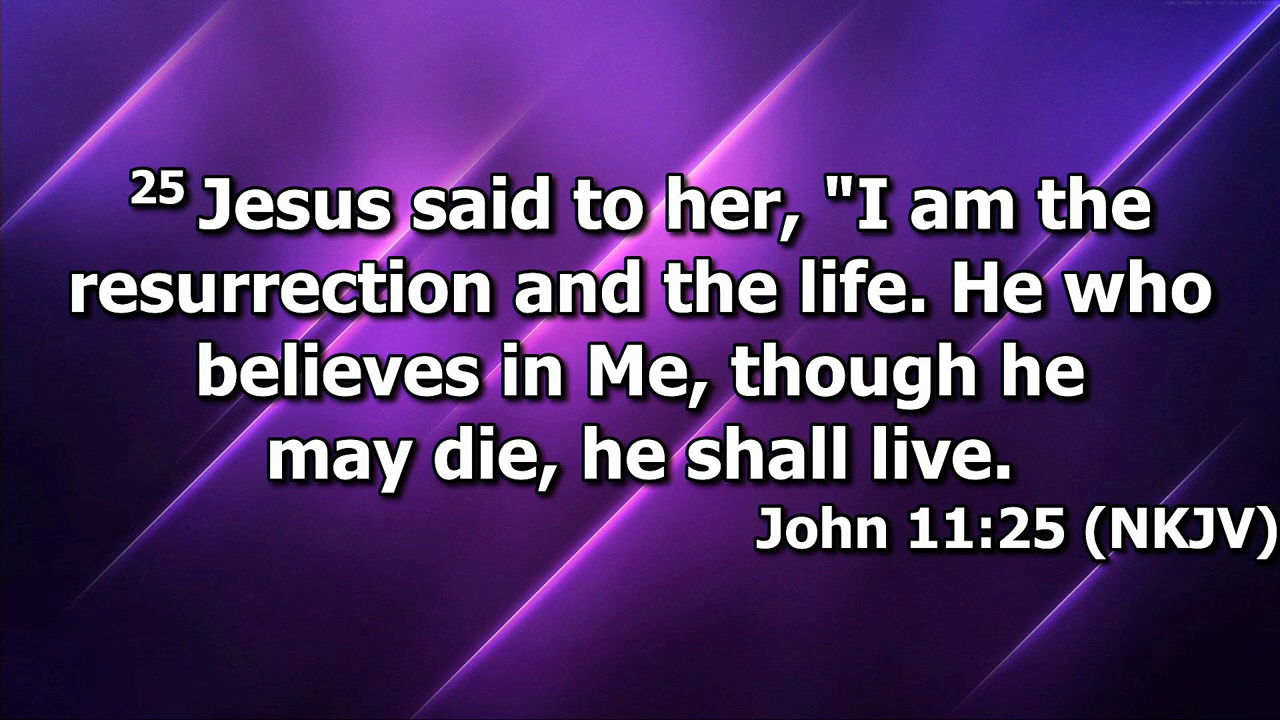 25 Jesus said to her, "I am the
resurrection and the life. He who
believes in Me, though he
may die, he shall live.
John 11:25 (NKJV)